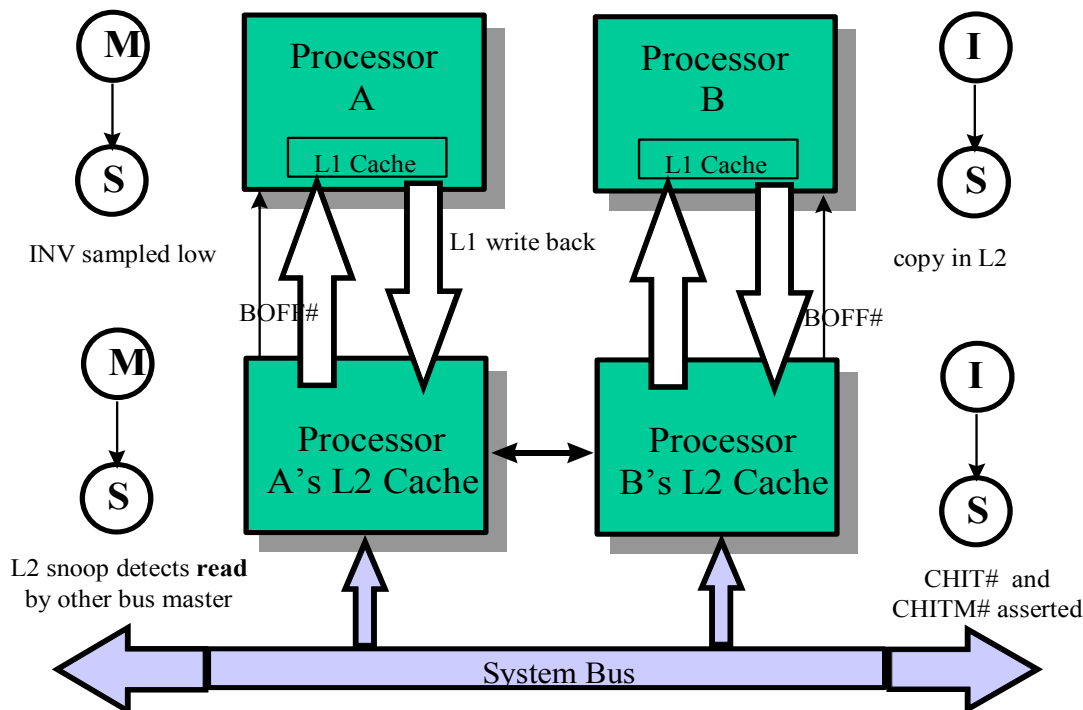 M
Processor
A
L1 Cache
S
INV sampled low
L1 write back
BOFF#
Processor
B
L1 Cache
I
S
copy in L2
BOFF#
M
S
L2 snoop detects read
by other bus master
Processor
A’s L2 Cache
Processor
B’s L2 Cache
I
S
CHIT# and
CHITM# asserted
System Bus